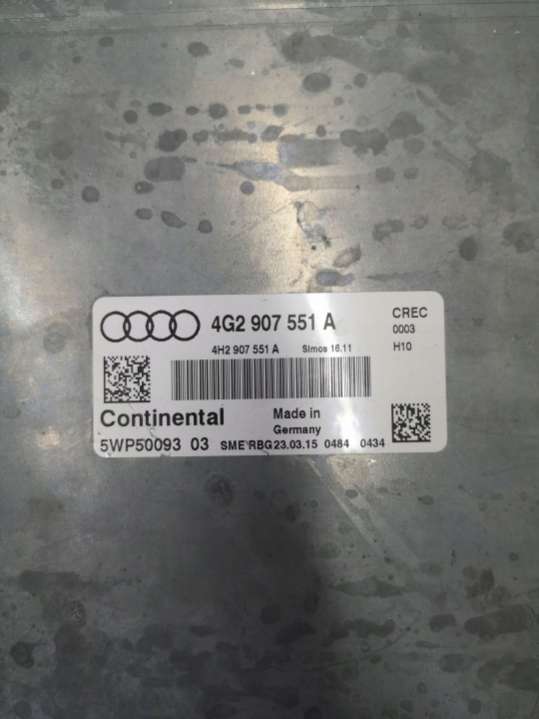 4G2 907 551 A
CREC
0003
4H2 907 551 A Simos 16.11
H10
Continental
Made in
Germany
5WP50093 03 SME RBG 23.03.15 0484 0434